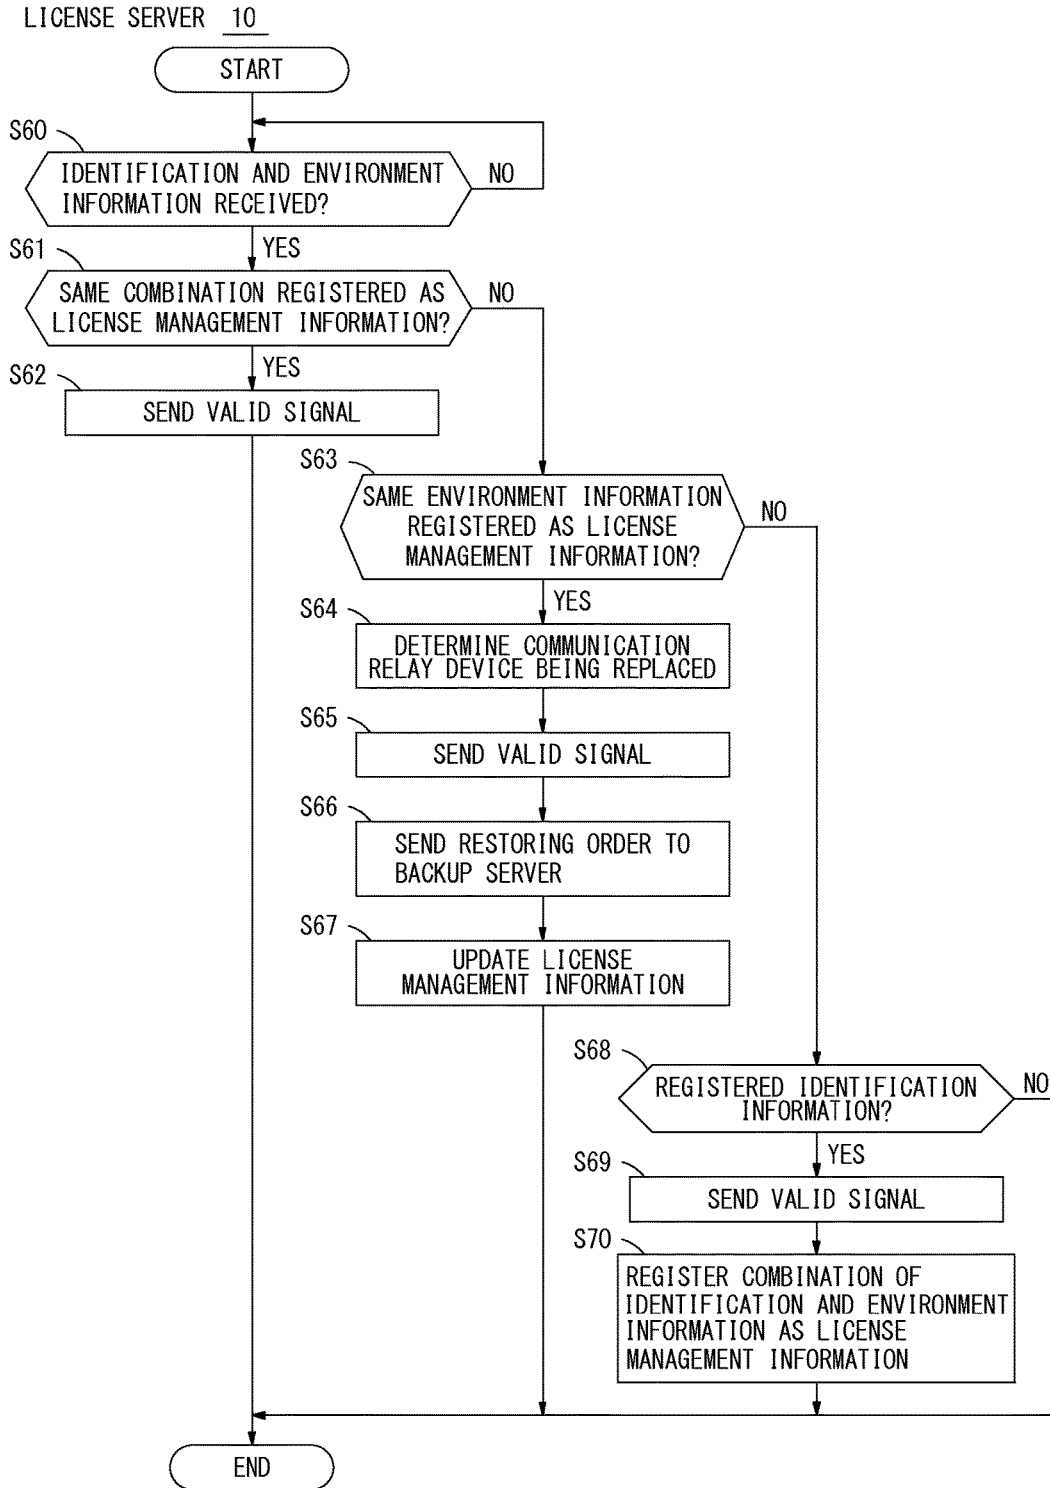 LICENSE SERVER 10
START
S60
IDENTIFICATION AND ENVIRONMENT
INFORMATION RECEIVED?
NO
YES
S61
SAME COMBINATION REGISTERED AS
LICENSE MANAGEMENT INFORMATION?
NO
YES
S62
SEND VALID SIGNAL
S63
SAME ENVIRONMENT INFORMATION
REGISTERED AS LICENSE
MANAGEMENT INFORMATION?
NO
YES
S64
DETERMINE COMMUNICATION
RELAY DEVICE BEING REPLACED
S65
SEND VALID SIGNAL
S66
SEND RESTORING ORDER TO
BACKUP SERVER
S67
UPDATE LICENSE
MANAGEMENT INFORMATION
S68
REGISTERED IDENTIFICATION
INFORMATION?
NO
YES
S69
SEND VALID SIGNAL
S70
REGISTER COMBINATION OF
IDENTIFICATION AND ENVIRONMENT
INFORMATION AS LICENSE
MANAGEMENT INFORMATION
END